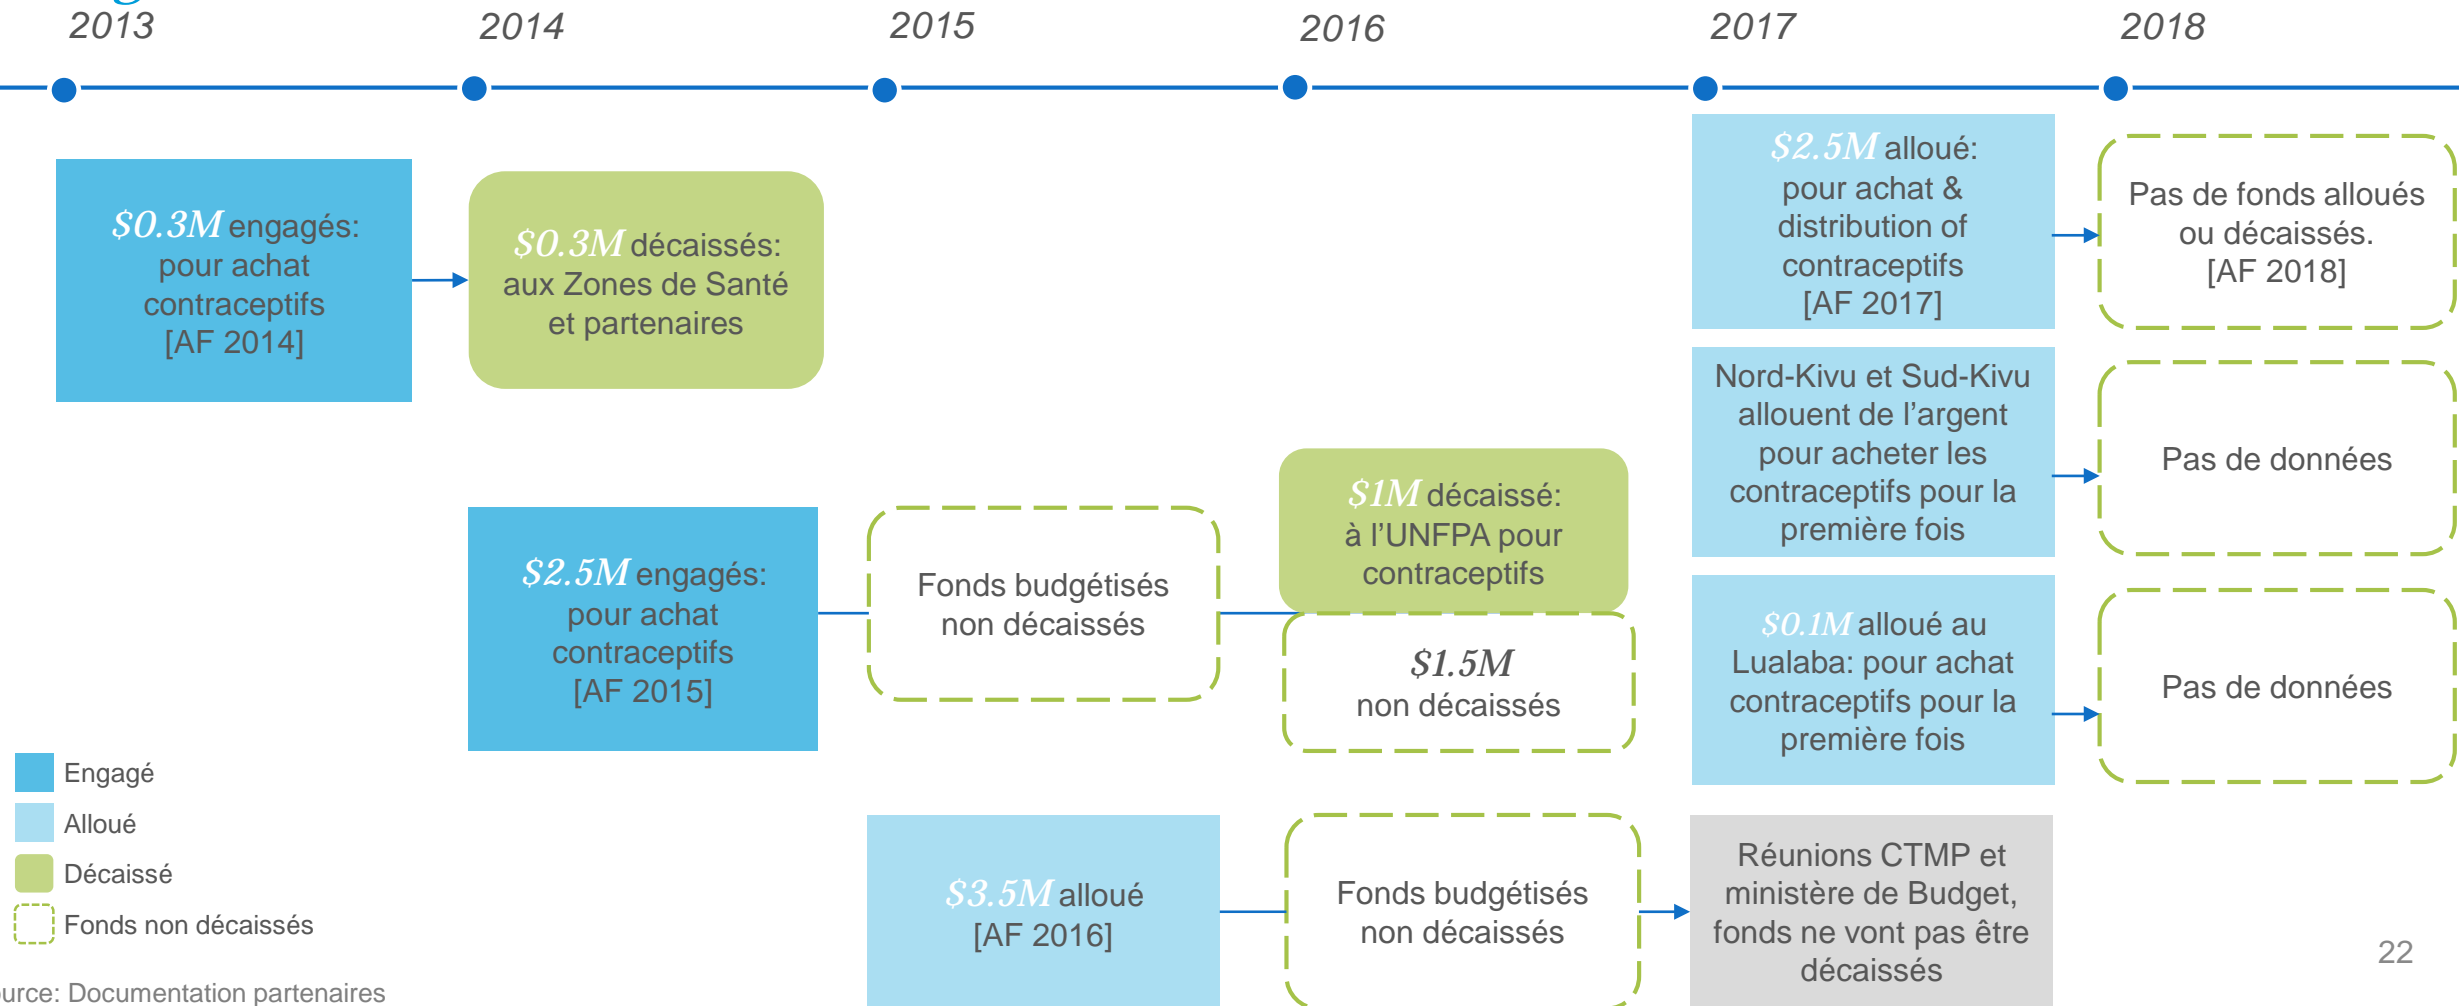 2013
2014
2015
2016
2017
2018
$0.3M engagés:
pour achat
contraceptifs
[AF 2014]
$0.3M décaissés:
aux Zones de Santé
et partenaires
$2.5M alloué:
pour achat &
distribution of
contraceptifs
[AF 2017]
Pas de fonds alloués
ou décaissés.
[AF 2018]
Nord-Kivu et Sud-Kivu
allouent de l’argent
pour acheter les
contraceptifs pour la
première fois
Pas de données
$2.5M engagés:
pour achat
contraceptifs
[AF 2015]
Fonds budgétisés
non décaissés
$1M décaissé:
à l’UNFPA pour
contraceptifs
$1.5M
non décaissés
$0.1M alloué au
Lualaba: pour achat
contraceptifs pour la
première fois
Pas de données
$3.5M alloué
[AF 2016]
Fonds budgétisés
non décaissés
Réunions CTMP et
ministère de Budget,
fonds ne vont pas être
décaissés
Engagé
Alloué
Décaissé
Fonds non décaissés
22
urce: Documentation partenaires